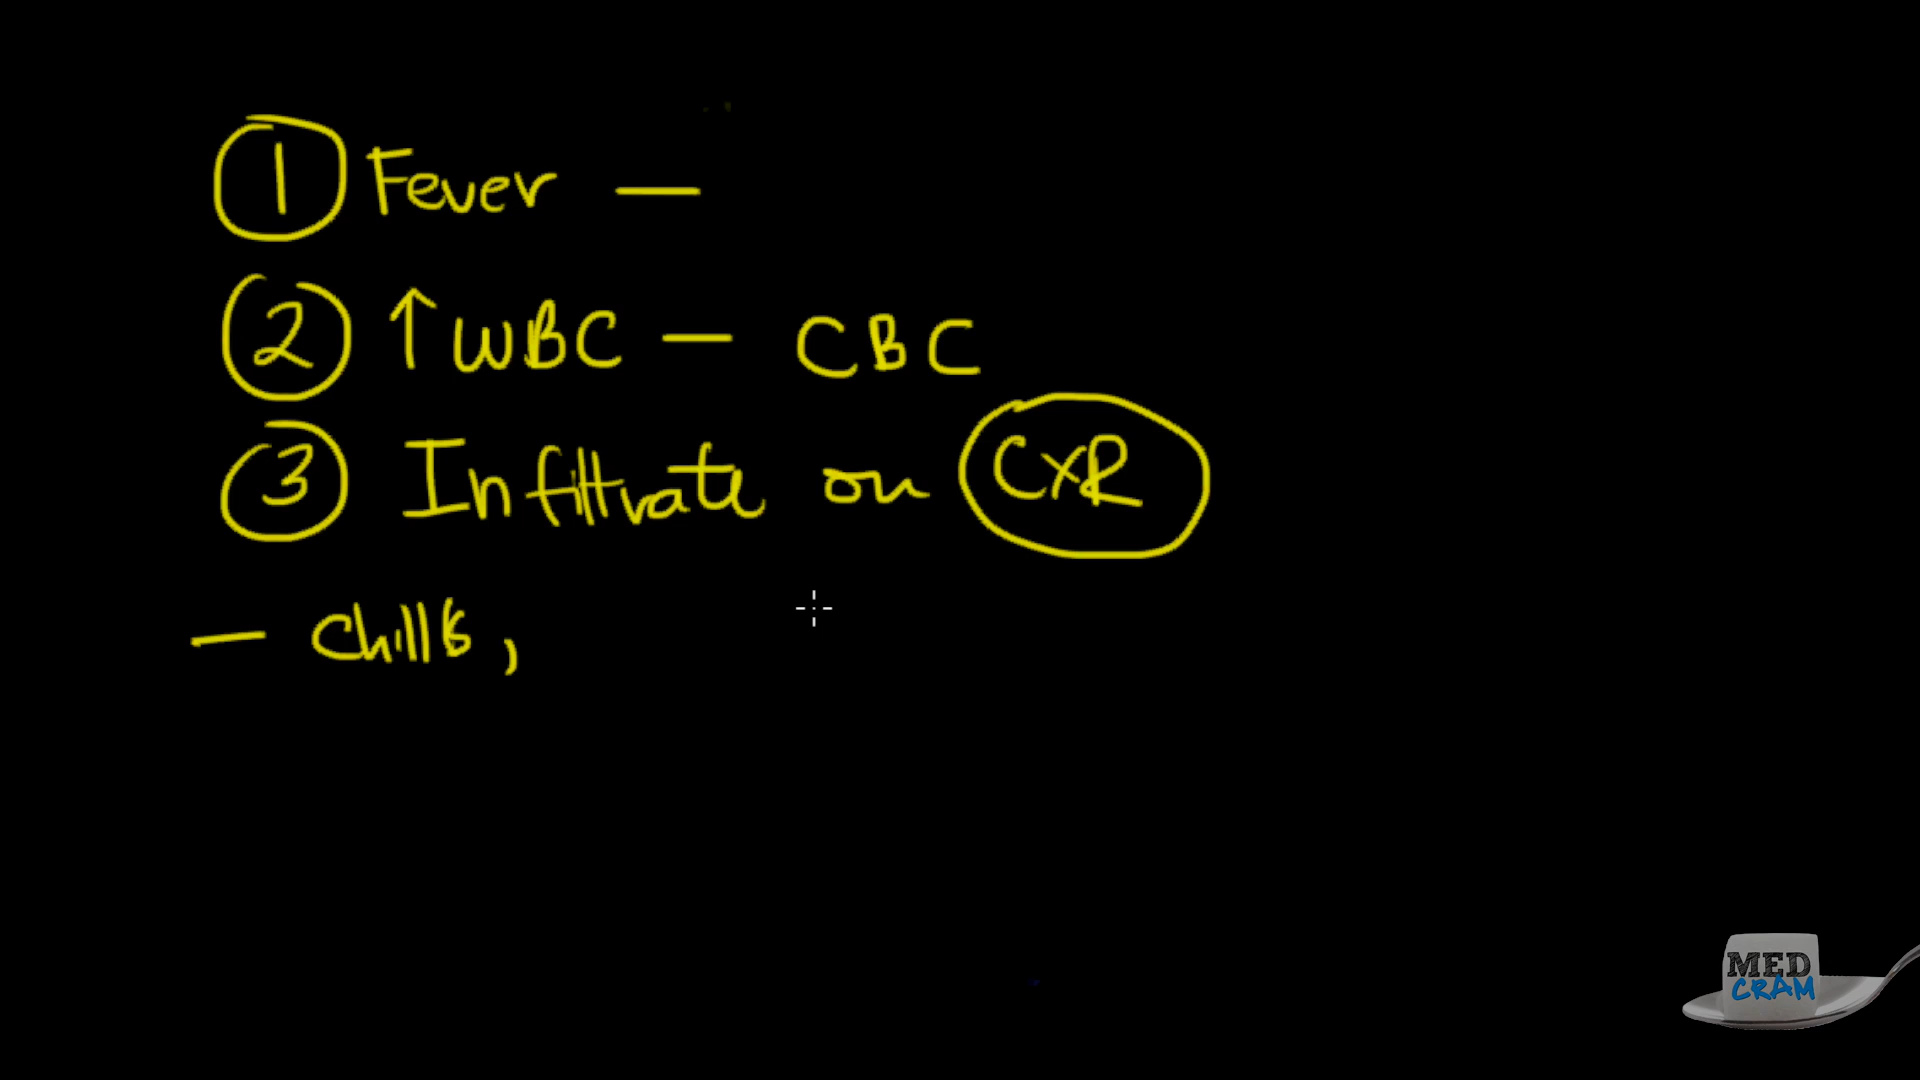 1 Fever —
2 ↑ WBC — CBC
3 Infiltrate on CXR
— Chills,
MED
CRAM